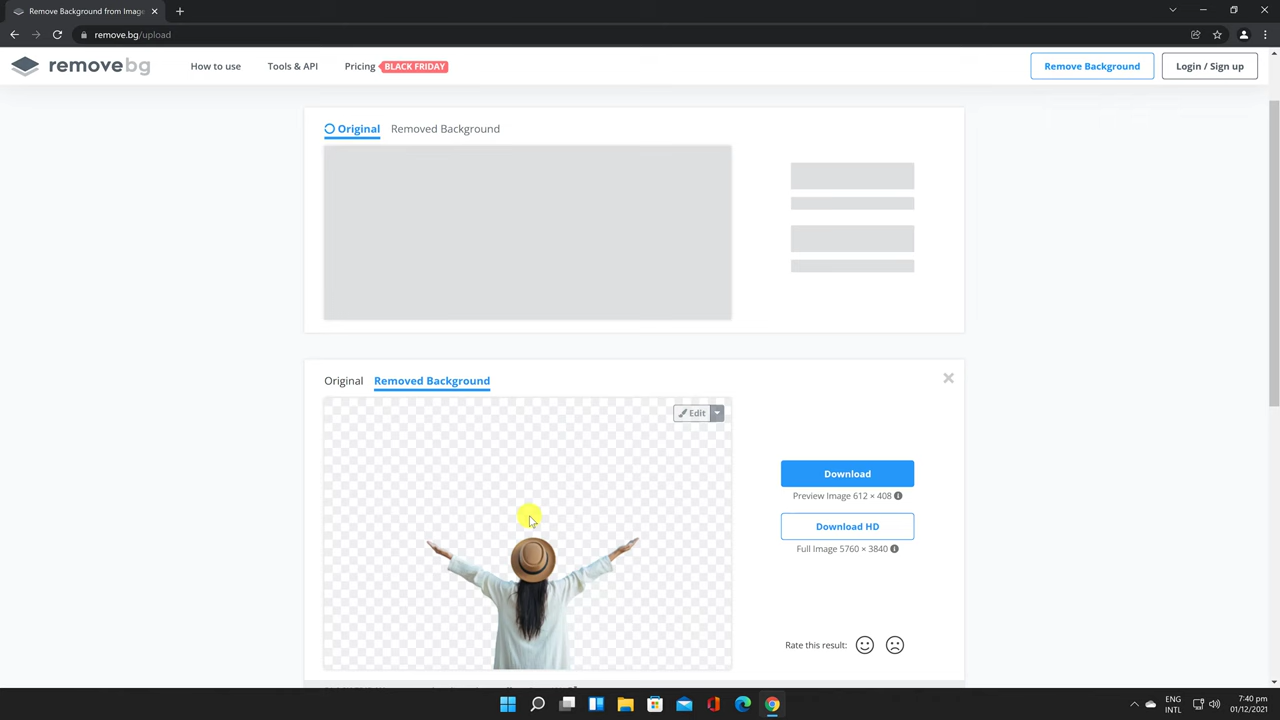 Remove Background from Image
remove.bg/upload
removebg
How to use
Tools & API
Pricing
BLACK FRIDAY
Remove Background
Login / Sign up
Original
Removed Background
Original
Removed Background
Edit
Download
Preview Image 612 × 408
Download HD
Full Image 5760 × 3840
Rate this result:
ENG
INTL
7:40 pm
01/12/2021